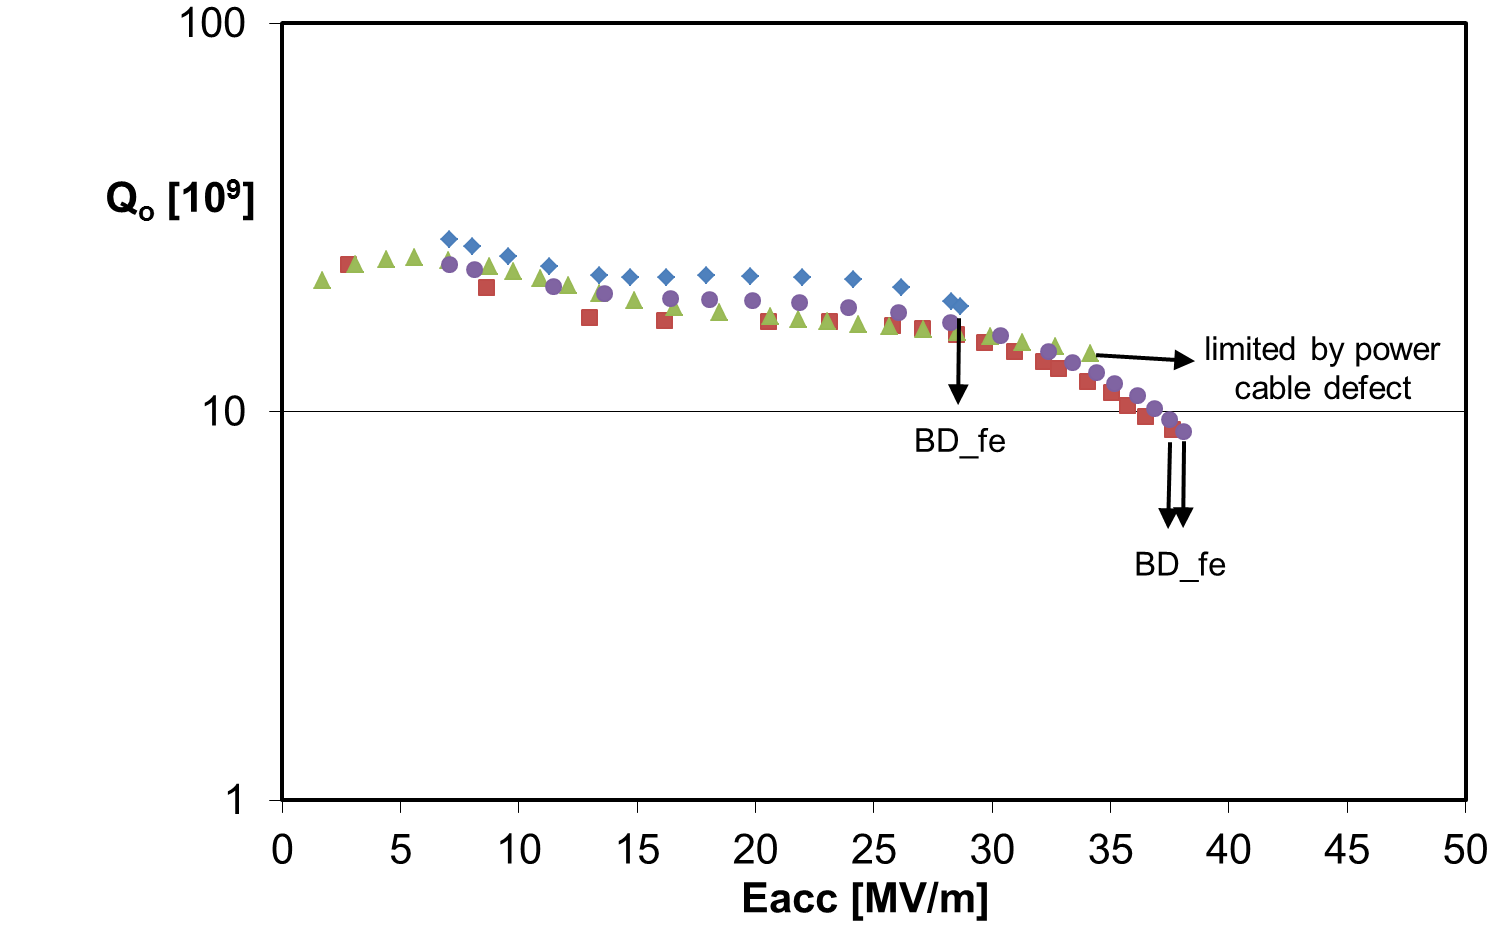 100
Qo [10⁹]
limited by power
cable defect
10
BD_fe
BD_fe
1
0 5 10 15 20 25 30 35 40 45 50
Eacc [MV/m]